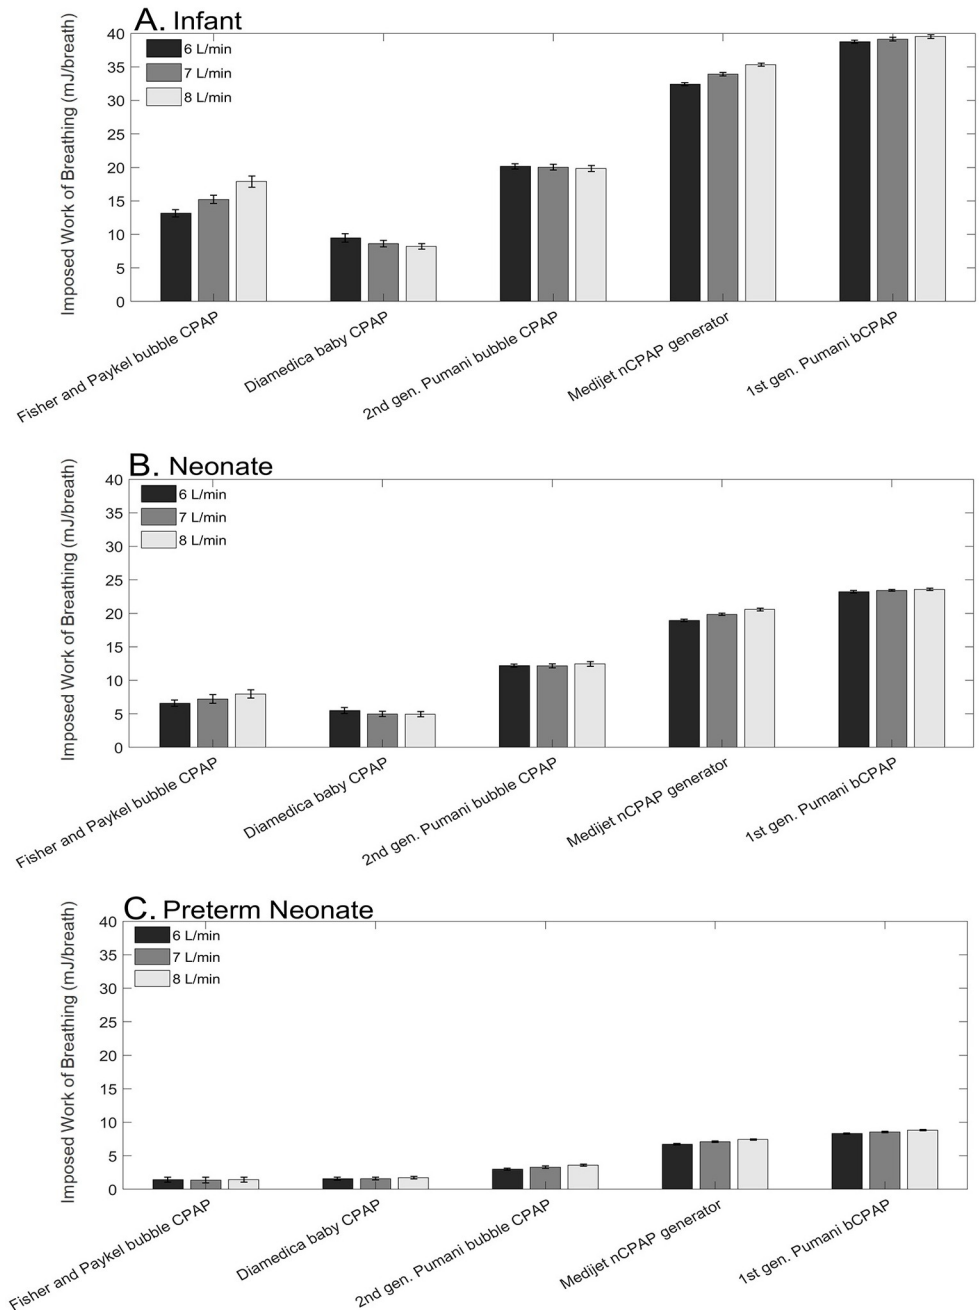 A. Infant
Imposed Work of Breathing (mJ/breath)
40
35
30
25
20
15
10
5
0
6 L/min
7 L/min
8 L/min
Fisher and Paykel bubble CPAP
Diamedica baby CPAP
2nd gen. Pumani bubble CPAP
Medijet nCPAP generator
1st gen. Pumani bCPAP
B. Neonate
Imposed Work of Breathing (mJ/breath)
40
35
30
25
20
15
10
5
0
6 L/min
7 L/min
8 L/min
Fisher and Paykel bubble CPAP
Diamedica baby CPAP
2nd gen. Pumani bubble CPAP
Medijet nCPAP generator
1st gen. Pumani bCPAP
C. Preterm Neonate
Imposed Work of Breathing (mJ/breath)
40
35
30
25
20
15
10
5
0
6 L/min
7 L/min
8 L/min
Fisher and Paykel bubble CPAP
Diamedica baby CPAP
2nd gen. Pumani bubble CPAP
Medijet nCPAP generator
1st gen. Pumani bCPAP